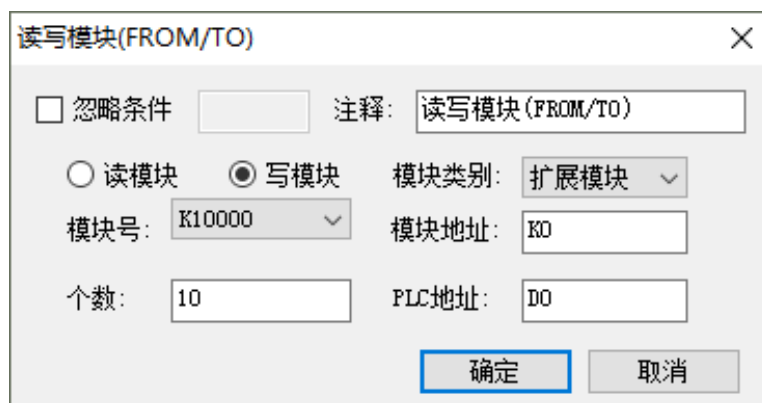 读写模块(FROM/TO)
忽略条件 注释: 读写模块(FROM/TO)
读模块 写模块 模块类别: 扩展模块
模块号: K10000 模块地址: K0
个数: 10 PLC地址: D0
确定 取消